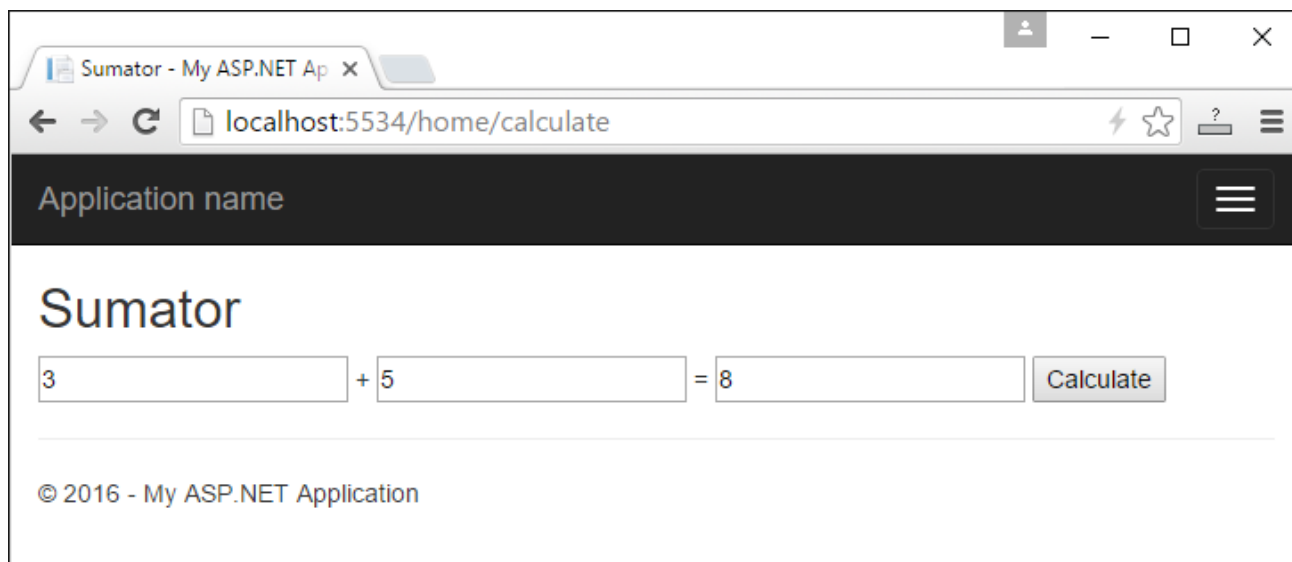 Sumator - My ASP.NET Ap
localhost:5534/home/calculate
?
Application name
Sumator
3 + 5 = 8 Calculate
© 2016 - My ASP.NET Application